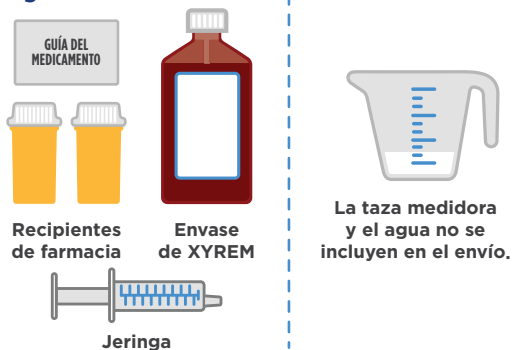 GUÍA DEL
MEDICAMENTO
Recipientes
de farmacia
Envase
de XYREM
Jeringa
La taza medidora
y el agua no se
incluyen en el envío.